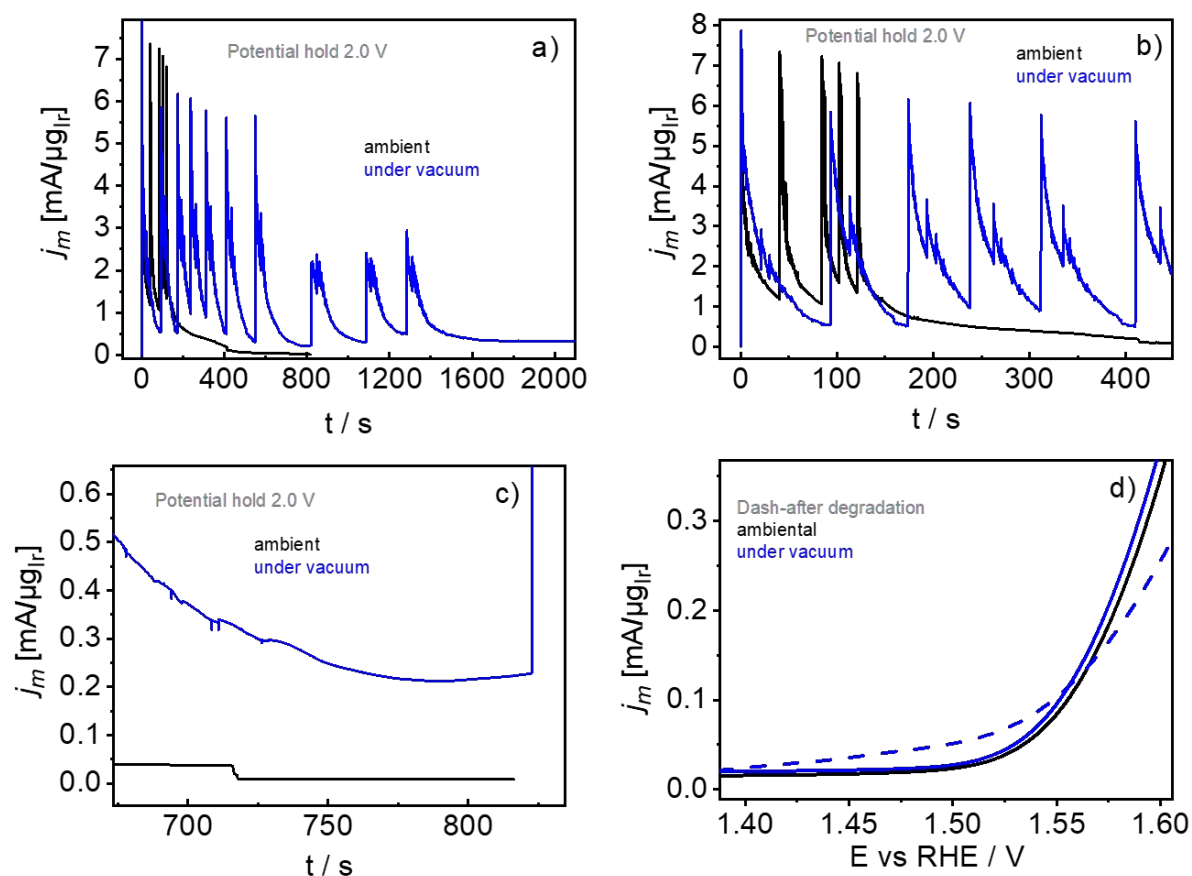 a)
Potential hold 2.0 V
ambient
under vacuum
j_m [mA/µg_Ir]
7
6
5
4
3
2
1
0
0 400 800 1200 1600 2000
t / s
b)
Potential hold 2.0 V
ambient
under vacuum
j_m [mA/µg_Ir]
8
7
6
5
4
3
2
1
0
0 100 200 300 400
t / s
c)
Potential hold 2.0 V
ambient
under vacuum
j_m [mA/µg_Ir]
0.6
0.5
0.4
0.3
0.2
0.1
0.0
700 750 800
t / s
d)
Dash-after degradation
ambiental
under vacuum
j_m [mA/µg_Ir]
0.3
0.2
0.1
0.0
1.40 1.45 1.50 1.55 1.60
E vs RHE / V